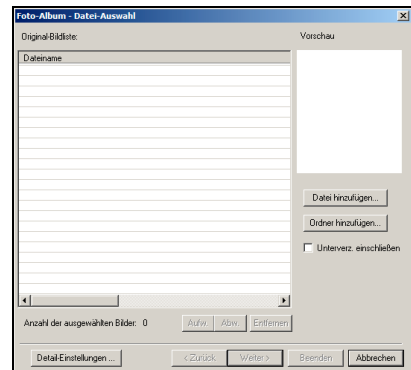 Foto-Album - Datei-Auswahl
Original-Bildliste:
Vorschau
Dateiname
Datei hinzufügen...
Ordner hinzufügen...
Unterverz. einschließen
Anzahl der ausgewählten Bilder: 0
Aufw. Abw. Entfernen
Detail-Einstellungen ... < Zurück Weiter > Beenden Abbrechen